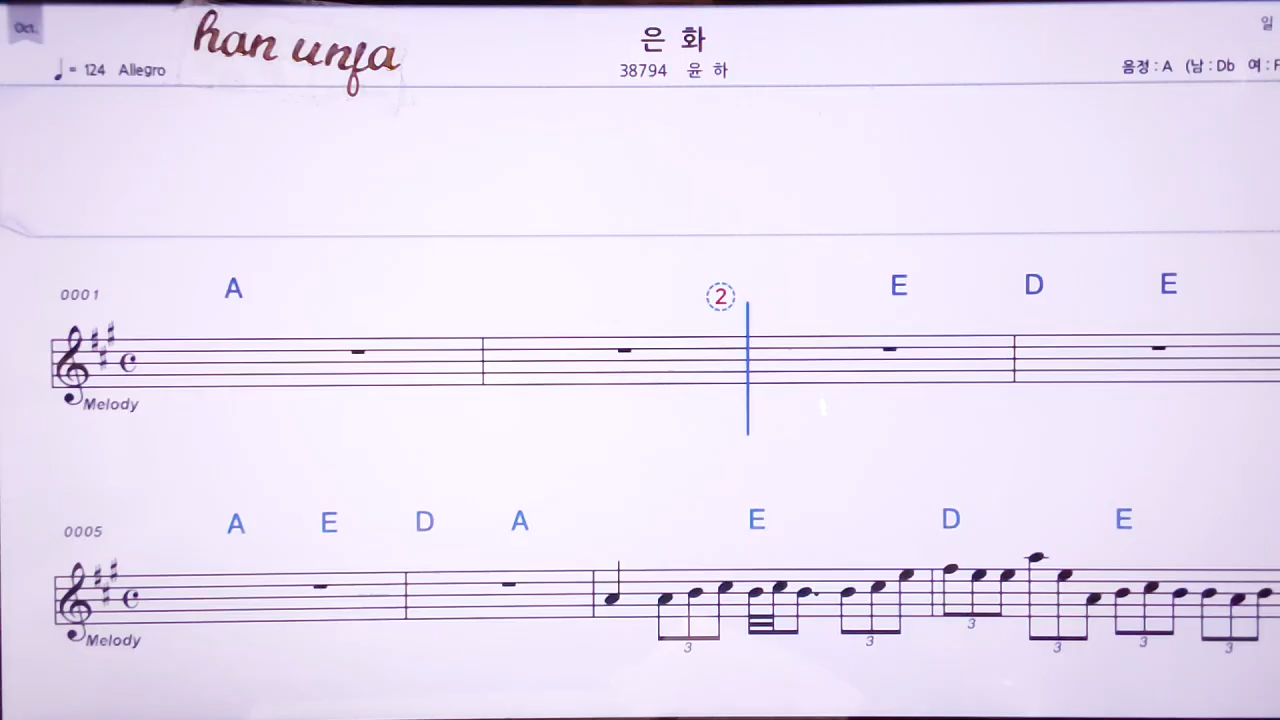 Oct.
han unfa
은 화
일
♩= 124 Allegro
38794 윤 하
음정 : A (남 : Db 여 : F
0001
A
2
E D E
Melody
0005
A E D A E D E
Melody
3 3 3 3 3 3